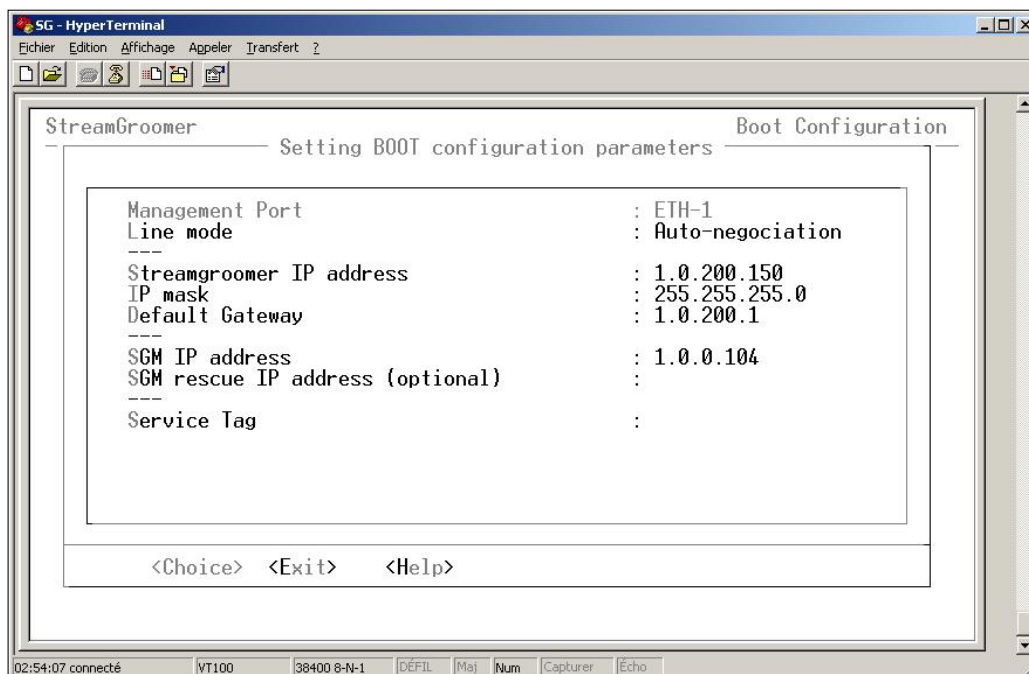 SG - HyperTerminal
Fichier Edition Affichage Appeler Transfert ?
StreamGroomer Boot Configuration
Setting BOOT configuration parameters
Management Port : ETH-1
Line mode : Auto-negociation
---
Streamgroomer IP address : 1.0.200.150
IP mask : 255.255.255.0
Default Gateway : 1.0.200.1
---
SGM IP address : 1.0.0.104
SGM rescue IP address (optional) :
---
Service Tag :
<Choice> <Exit> <Help>
02:54:07 connecté VT100 38400 8-N-1 DÉFIL Maj Num Capturer Écho